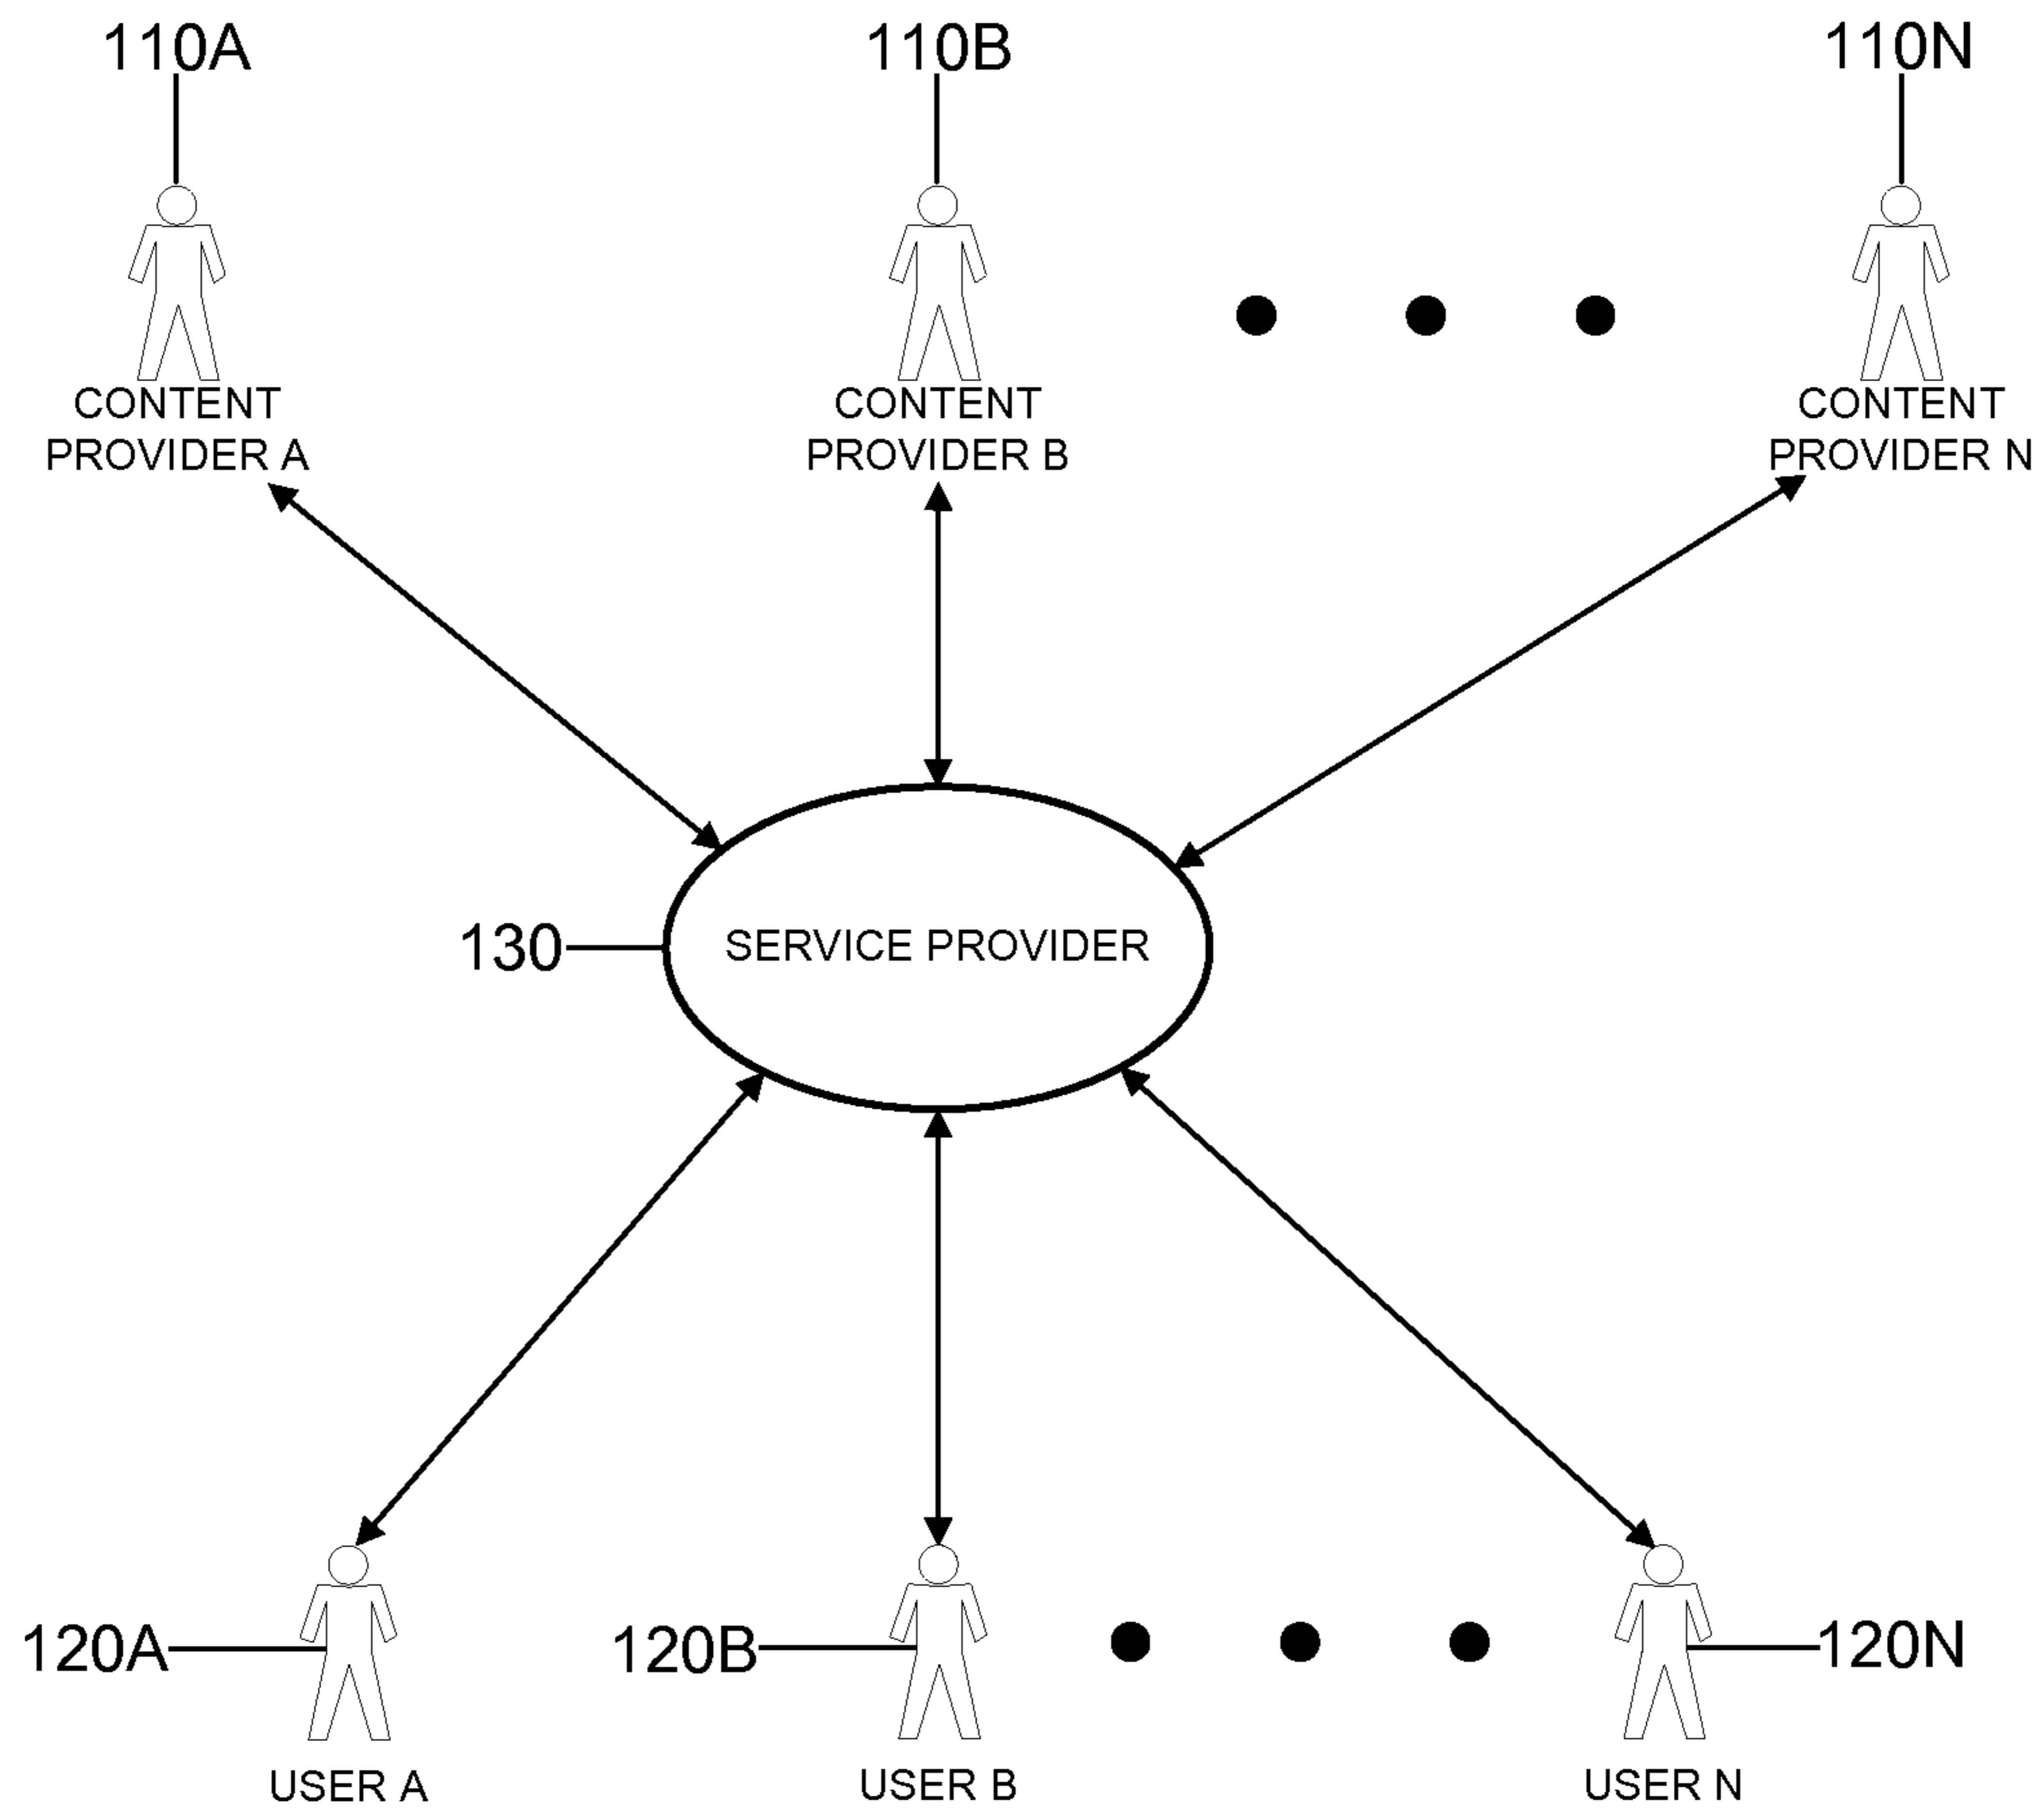 110A
110B
110N
CONTENT
PROVIDER A
CONTENT
PROVIDER B
CONTENT
PROVIDER N
130
SERVICE PROVIDER
120A
120B
120N
USER A
USER B
USER N